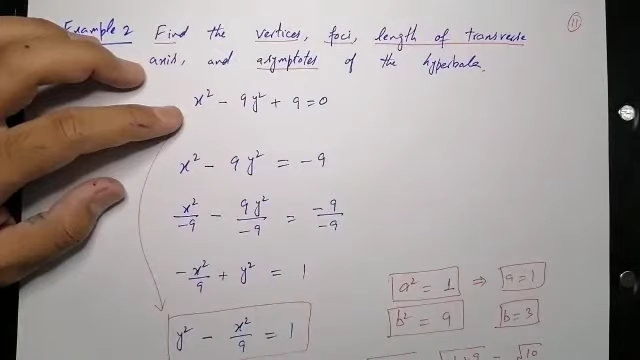 Example 2 Find the vertices, foci, length of transverse
axis, and asymptotes of the hyperbola.
11
x² - 9y² + 9 = 0
x² - 9y² = -9
x²/-9 - 9y²/-9 = -9/-9
-x²/9 + y² = 1
a² = 1 ⇒ a = 1
y² - x²/9 = 1
b² = 9 b = 3
√10